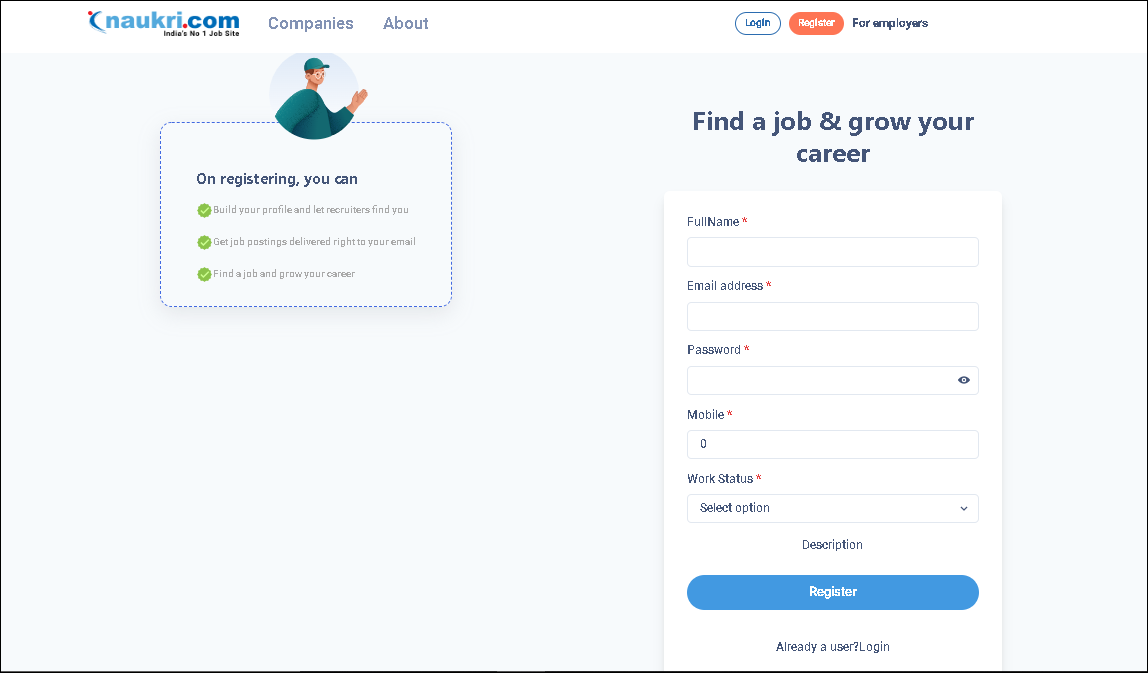 naukri.com
India's No 1 Job Site
Companies
About
Login
Register
For employers
On registering, you can
Build your profile and let recruiters find you
Get job postings delivered right to your email
Find a job and grow your career
Find a job & grow your
career
FullName *
Email address *
Password *
Mobile *
0
Work Status *
Select option
Description
Register
Already a user?Login